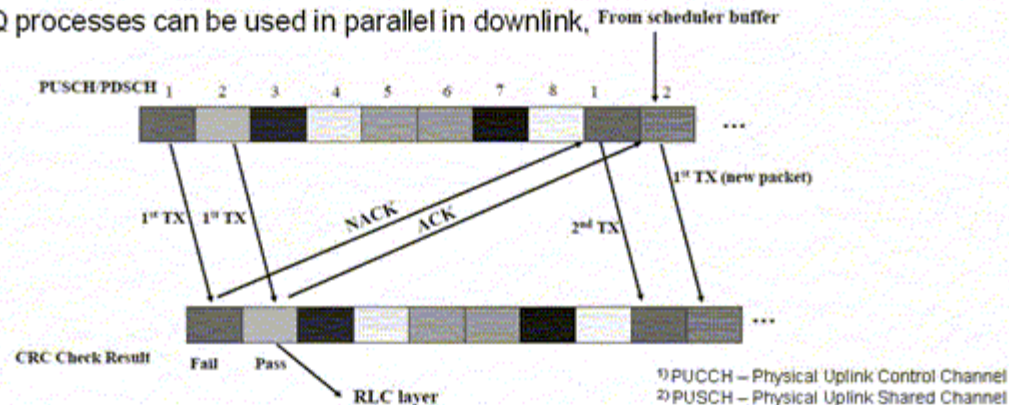 Q processes can be used in parallel in downlink,
From scheduler buffer
PUSCH/PDSCH 1 2 3 4 5 6 7 8 1 2
...
1st TX 1st TX NACK ACK 2nd TX 1st TX (new packet)
...
CRC Check Result Fail Pass
RLC layer
1) PUCCH – Physical Uplink Control Channel
2) PUSCH – Physical Uplink Shared Channel